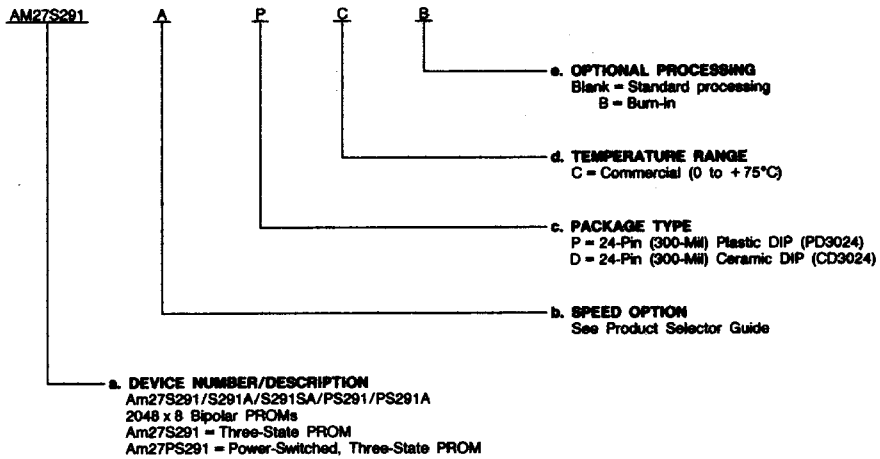 AM27S291 A P C B
e. OPTIONAL PROCESSING
Blank = Standard processing
B = Burn-in
d. TEMPERATURE RANGE
C = Commercial (0 to +75°C)
c. PACKAGE TYPE
P = 24-Pin (300-Mil) Plastic DIP (PD3024)
D = 24-Pin (300-Mil) Ceramic DIP (CD3024)
b. SPEED OPTION
See Product Selector Guide
a. DEVICE NUMBER/DESCRIPTION
Am27S291/S291A/S291SA/PS291/PS291A
2048 x 8 Bipolar PROMs
Am27S291 = Three-State PROM
Am27PS291 = Power-Switched, Three-State PROM